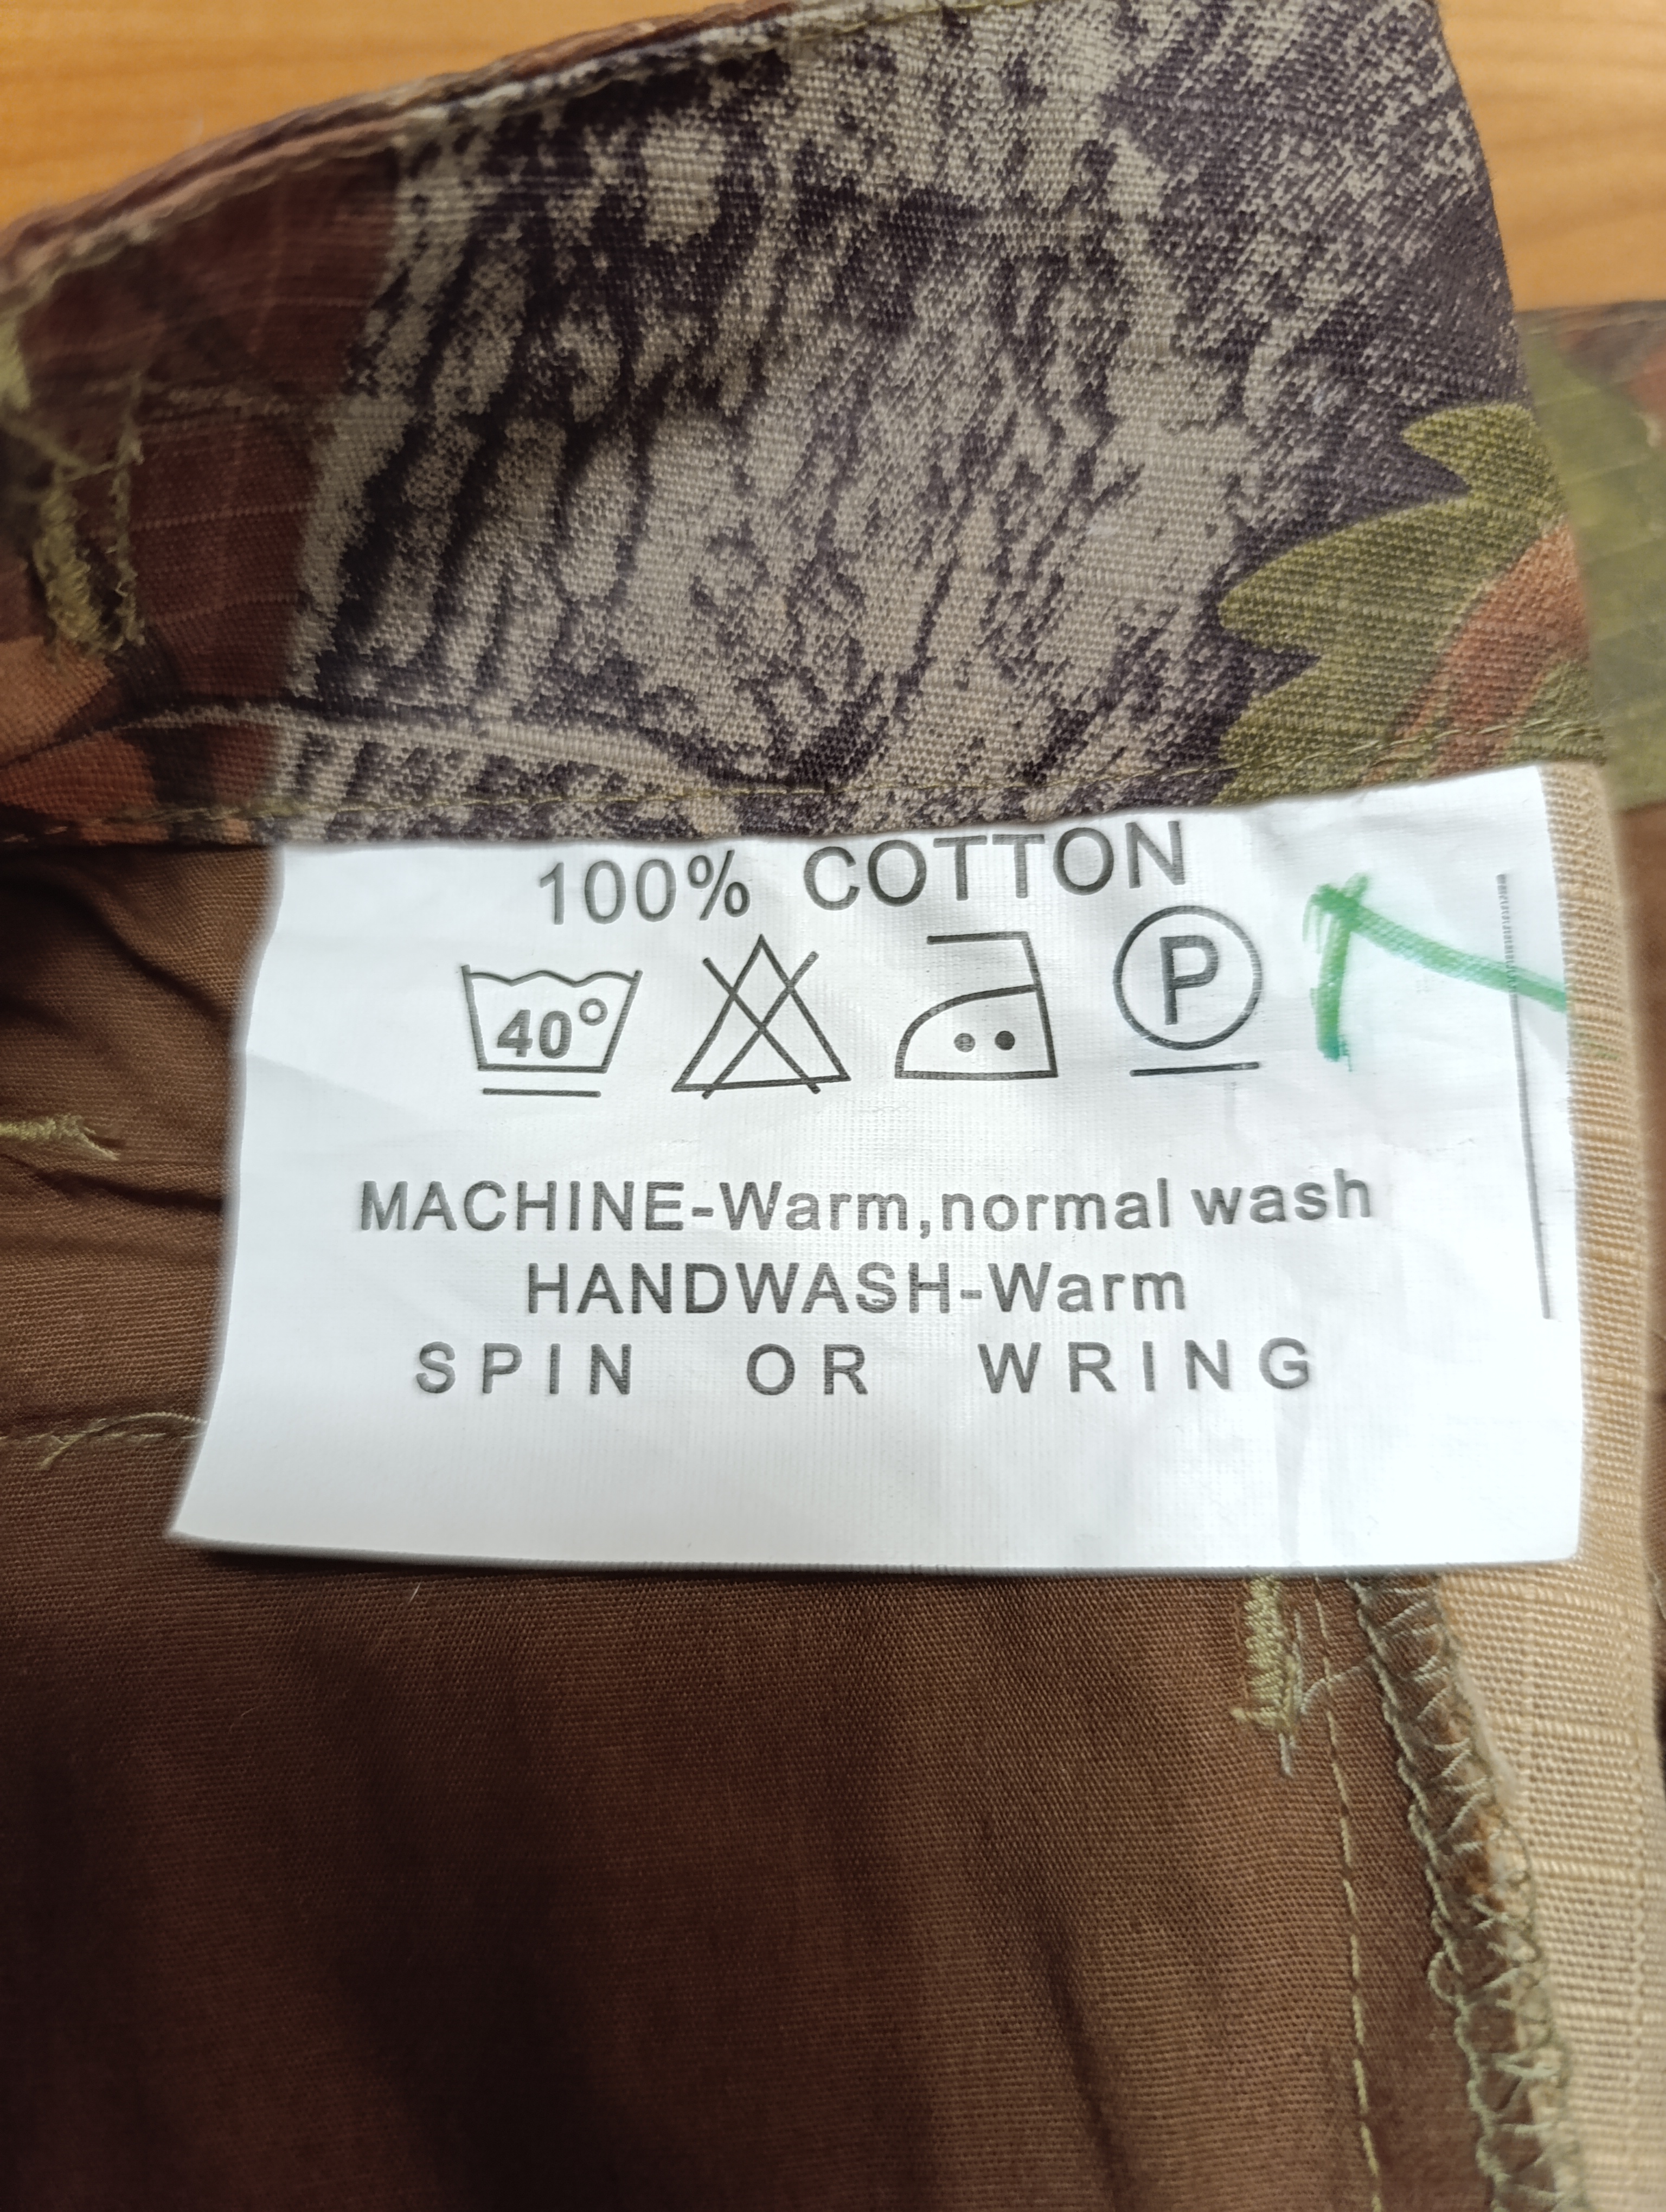 100% COTTON
40° P
MACHINE-Warm,normal wash
HANDWASH-Warm
SPIN OR WRING